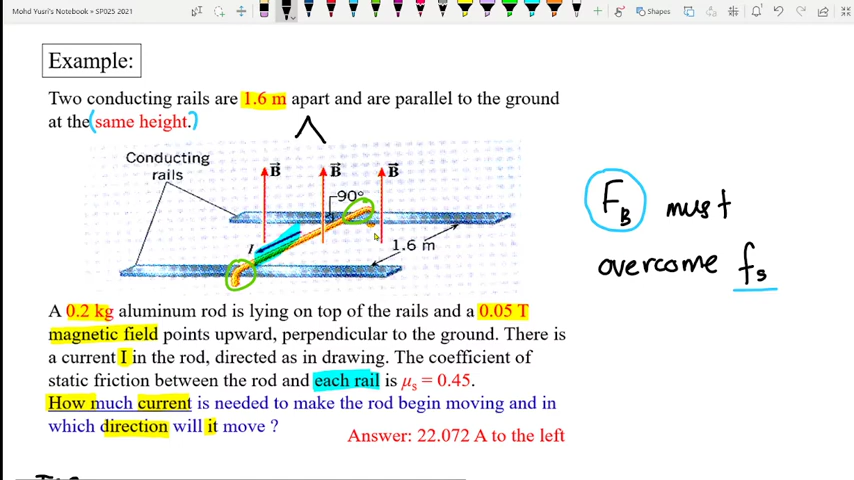 Mohd Yusri's Notebook • SP025 2021
Shapes
Example:
Two conducting rails are 1.6 m apart and are parallel to the ground
at the (same height.)
Conducting
rails
B B B
90°
I
1.6 m
F_B must
overcome f_s
A 0.2 kg aluminum rod is lying on top of the rails and a 0.05 T
magnetic field points upward, perpendicular to the ground. There is
a current I in the rod, directed as in drawing. The coefficient of
static friction between the rod and each rail is μs = 0.45.
How much current is needed to make the rod begin moving and in
which direction will it move ?
Answer: 22.072 A to the left